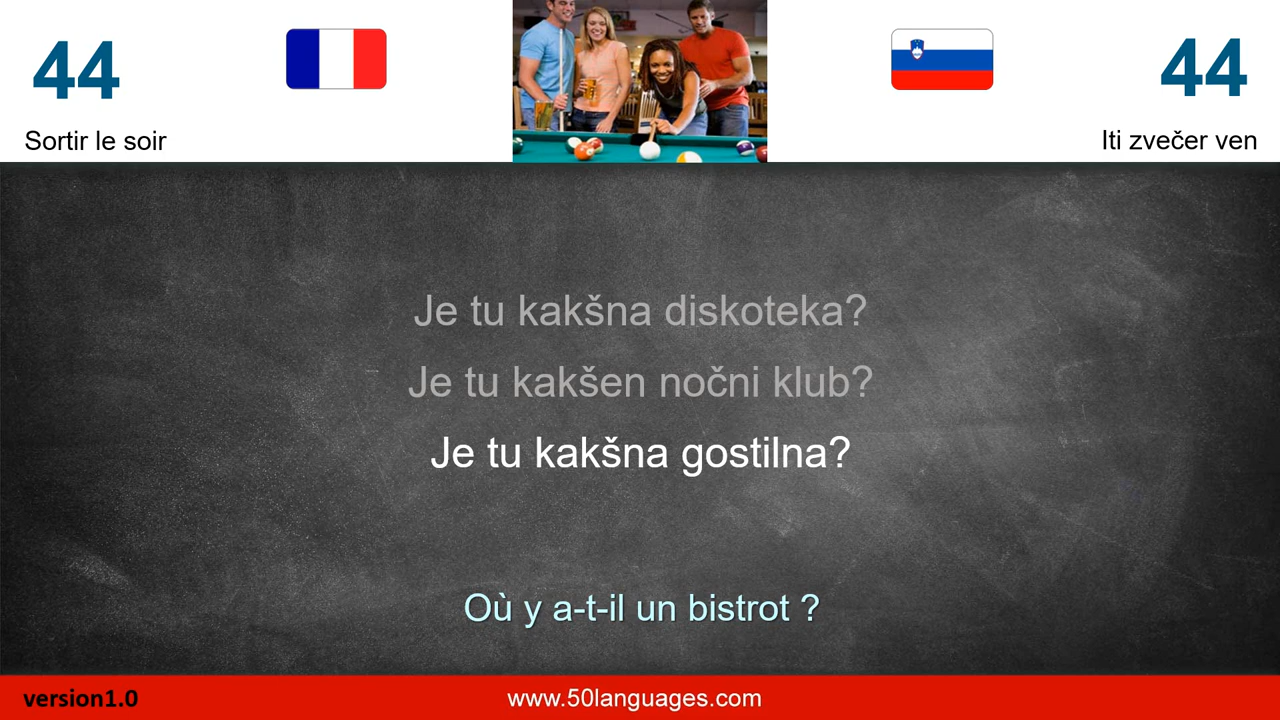 44
44
Sortir le soir
Iti zvečer ven
Je tu kakšna diskoteka?
Je tu kakšen nočni klub?
Je tu kakšna gostilna?
Où y a-t-il un bistrot ?
version1.0
www.50languages.com